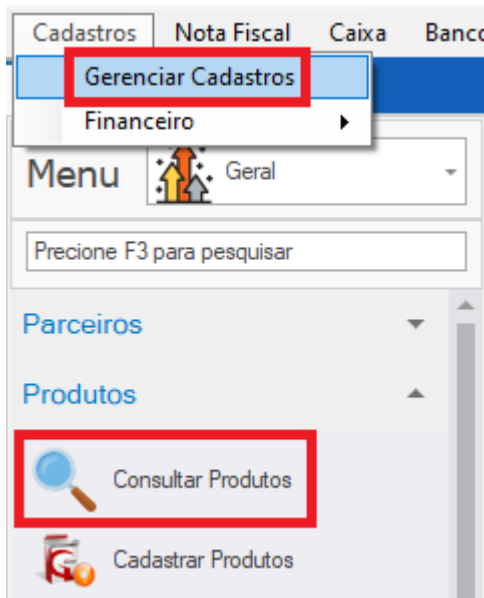 Cadastros Nota Fiscal Caixa Banco
Gerenciar Cadastros
Financeiro
Menu Geral
Precione F3 para pesquisar
Parceiros
Produtos
Consultar Produtos
Cadastrar Produtos